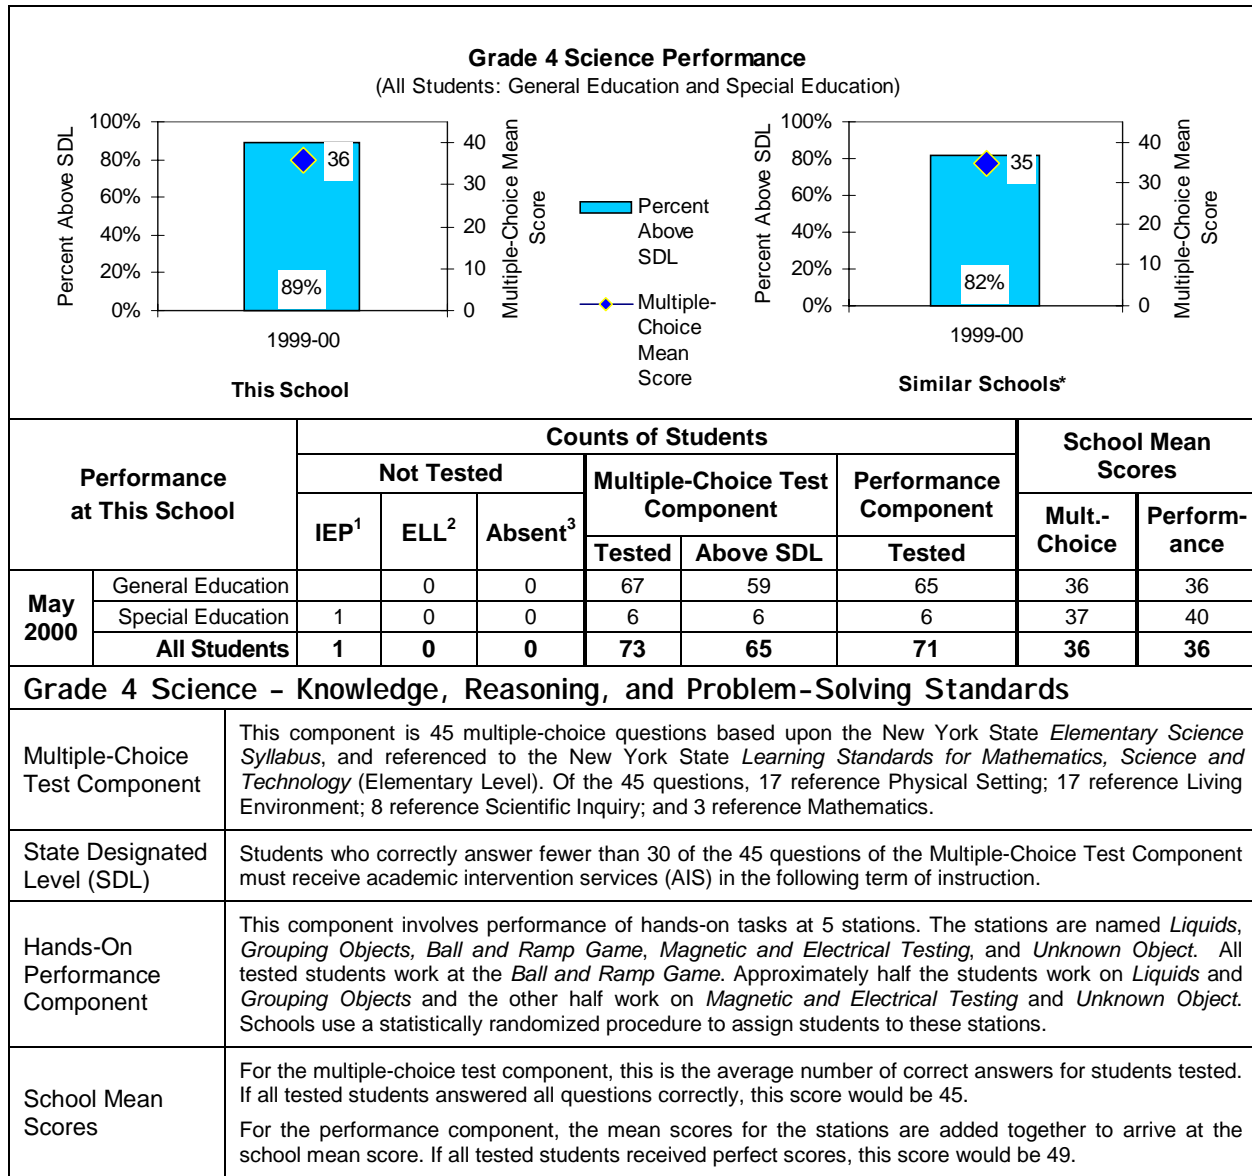 Grade 4 Science Performance
(All Students: General Education and Special Education)
Percent Above SDL
100%
80%
60%
40%
20%
0%
36
89%
40
30
20
10
0
Multiple-Choice Mean
Score
1999-00
This School
Percent
Above
SDL
Multiple-
Choice
Mean
Score
Percent Above SDL
100%
80%
60%
40%
20%
0%
35
82%
40
30
20
10
0
Multiple-Choice Mean
Score
1999-00
Similar Schools*
Performance
at This School
Counts of Students
School Mean
Scores
Not Tested
Multiple-Choice Test
Component
Performance
Component
IEP1 ELL2 Absent3
Tested Above SDL Tested
Mult.-
Choice
Perform-
ance
May
2000
General Education 0 0 67 59 65 36 36
Special Education 1 0 0 6 6 6 37 40
All Students 1 0 0 73 65 71 36 36
Grade 4 Science – Knowledge, Reasoning, and Problem-Solving Standards
Multiple-Choice
Test Component
This component is 45 multiple-choice questions based upon the New York State Elementary Science
Syllabus, and referenced to the New York State Learning Standards for Mathematics, Science and
Technology (Elementary Level). Of the 45 questions, 17 reference Physical Setting; 17 reference Living
Environment; 8 reference Scientific Inquiry; and 3 reference Mathematics.
State Designated
Level (SDL)
Students who correctly answer fewer than 30 of the 45 questions of the Multiple-Choice Test Component
must receive academic intervention services (AIS) in the following term of instruction.
Hands-On
Performance
Component
This component involves performance of hands-on tasks at 5 stations. The stations are named Liquids,
Grouping Objects, Ball and Ramp Game, Magnetic and Electrical Testing, and Unknown Object. All
tested students work at the Ball and Ramp Game. Approximately half the students work on Liquids and
Grouping Objects and the other half work on Magnetic and Electrical Testing and Unknown Object.
Schools use a statistically randomized procedure to assign students to these stations.
School Mean
Scores
For the multiple-choice test component, this is the average number of correct answers for students tested.
If all tested students answered all questions correctly, this score would be 45.
For the performance component, the mean scores for the stations are added together to arrive at the
school mean score. If all tested students received perfect scores, this score would be 49.